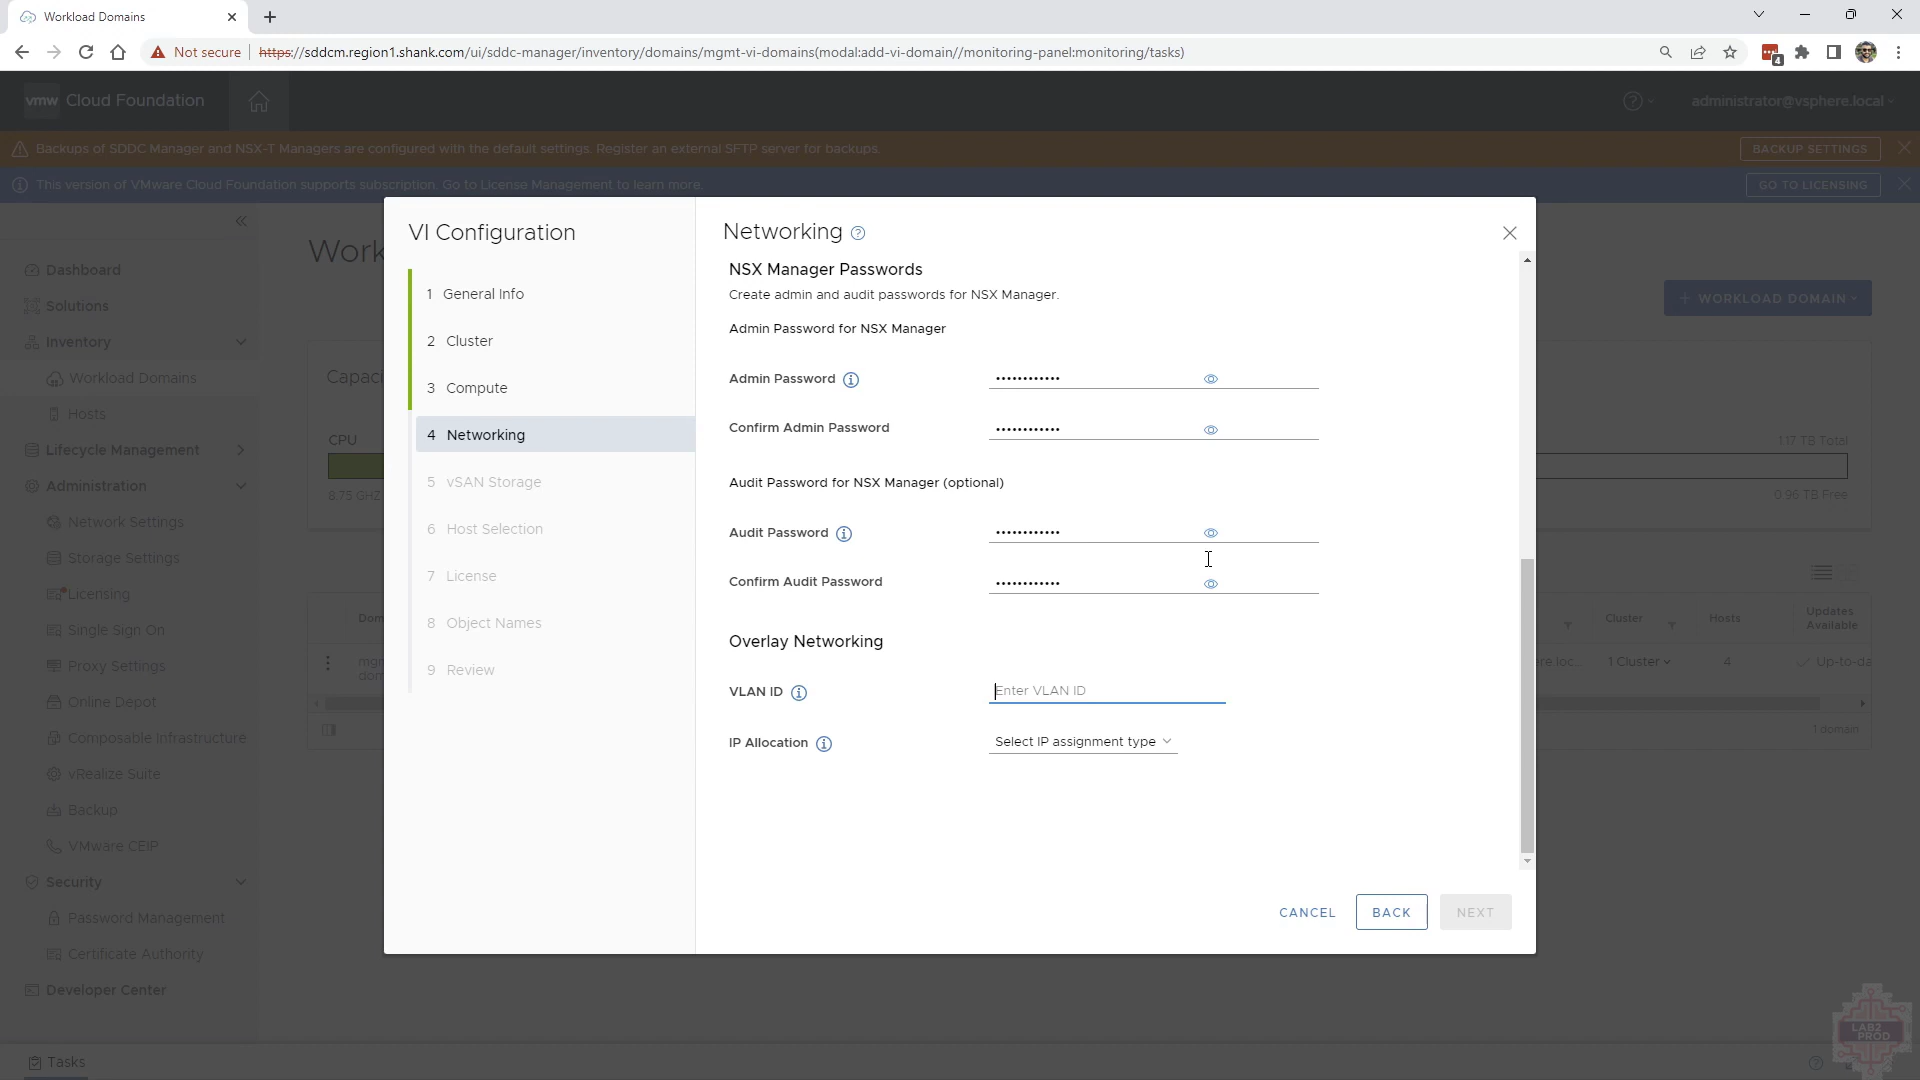 Workload Domains
Not secure
https://sddcm.region1.shank.com/ui/sddc-manager/inventory/domains/mgmt-vi-domains(modal:add-vi-domain//monitoring-panel:monitoring/tasks)
4
vmw Cloud Foundation
administrator@vsphere.local
Backups of SDDC Manager and NSX-T Managers are configured with the default settings. Register an external SFTP server for backups.
BACKUP SETTINGS
This version of VMware Cloud Foundation supports subscription. Go to License Management to learn more.
GO TO LICENSING
Dashboard
Solutions
Inventory
Workload Domains
Hosts
Lifecycle Management
Administration
Network Settings
Storage Settings
Licensing
Single Sign On
Proxy Settings
Online Depot
Composable Infrastructure
vRealize Suite
Backup
VMware CEIP
Security
Password Management
Certificate Authority
Developer Center
Tasks
Work
WORKLOAD DOMAIN
Capaci
CPU
8.75 GHZ
1.17 TB Total
0.96 TB Free
Dom
Cluster
Hosts
Updates
Available
1 Cluster
4
Up-to-da
1 domain
VI Configuration
1 General Info
2 Cluster
3 Compute
4 Networking
5 vSAN Storage
6 Host Selection
7 License
8 Object Names
9 Review
Networking
NSX Manager Passwords
Create admin and audit passwords for NSX Manager.
Admin Password for NSX Manager
Admin Password
Confirm Admin Password
Audit Password for NSX Manager (optional)
Audit Password
Confirm Audit Password
Overlay Networking
VLAN ID
Enter VLAN ID
IP Allocation
Select IP assignment type
CANCEL
BACK
NEXT
LAB2
PROD